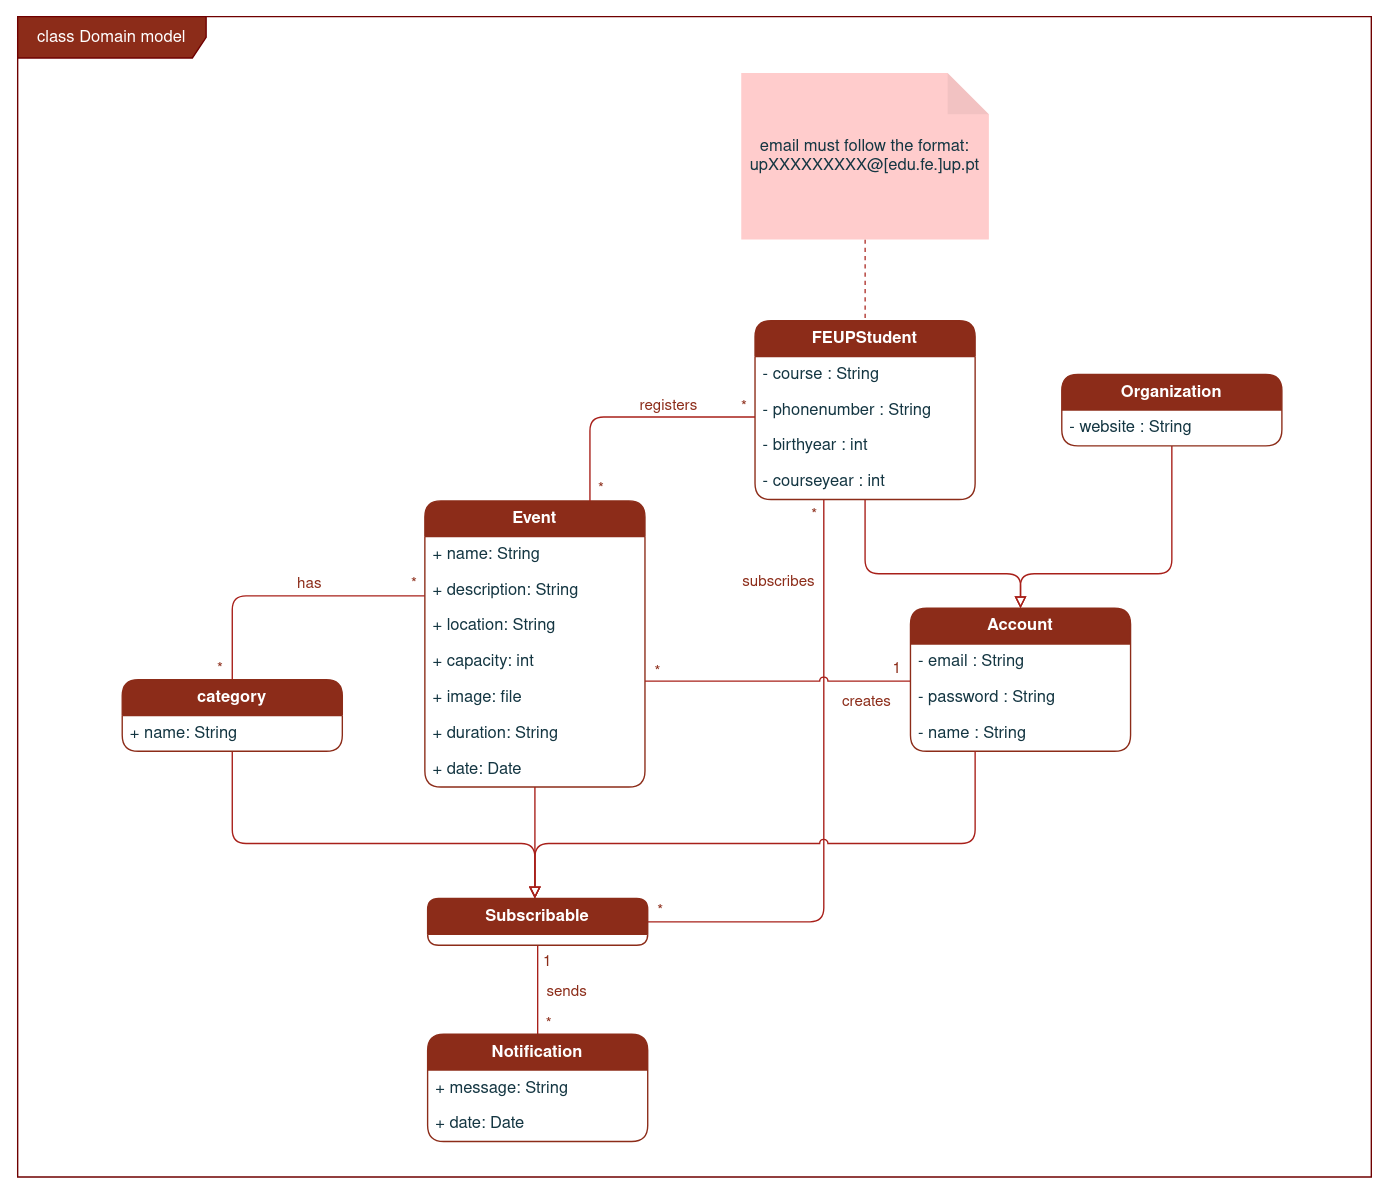 class Domain model
email must follow the format:
upXXXXXXXXX@[edu.fe.]up.pt
FEUPStudent
- course : String
- phonenumber : String
- birthyear : int
- courseyear : int
Organization
- website : String
registers
*
*
Event
+ name: String
+ description: String
+ location: String
+ capacity: int
+ image: file
+ duration: String
+ date: Date
has
*
*
category
+ name: String
*
subscribes
*
Account
- email : String
- password : String
- name : String
*
1
creates
Subscribable
1
sends
*
Notification
+ message: String
+ date: Date